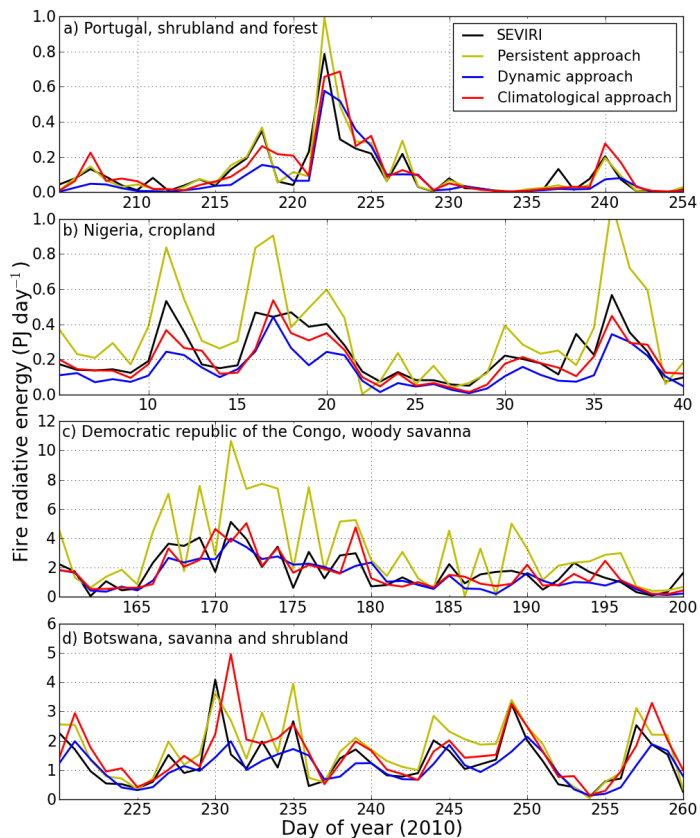 a) Portugal, shrubland and forest
SEVIRI
Persistent approach
Dynamic approach
Climatological approach
1.0
0.8
0.6
0.4
0.2
0.0
210 215 220 225 230 235 240 254
b) Nigeria, cropland
1.0
0.8
0.6
0.4
0.2
0.0
10 15 20 25 30 35 40
Fire radiative energy (PJ day⁻¹)
c) Democratic republic of the Congo, woody savanna
12
10
8
6
4
2
0
165 170 175 180 185 190 195 200
d) Botswana, savanna and shrubland
6
5
4
3
2
1
0
225 230 235 240 245 250 255 260
Day of year (2010)